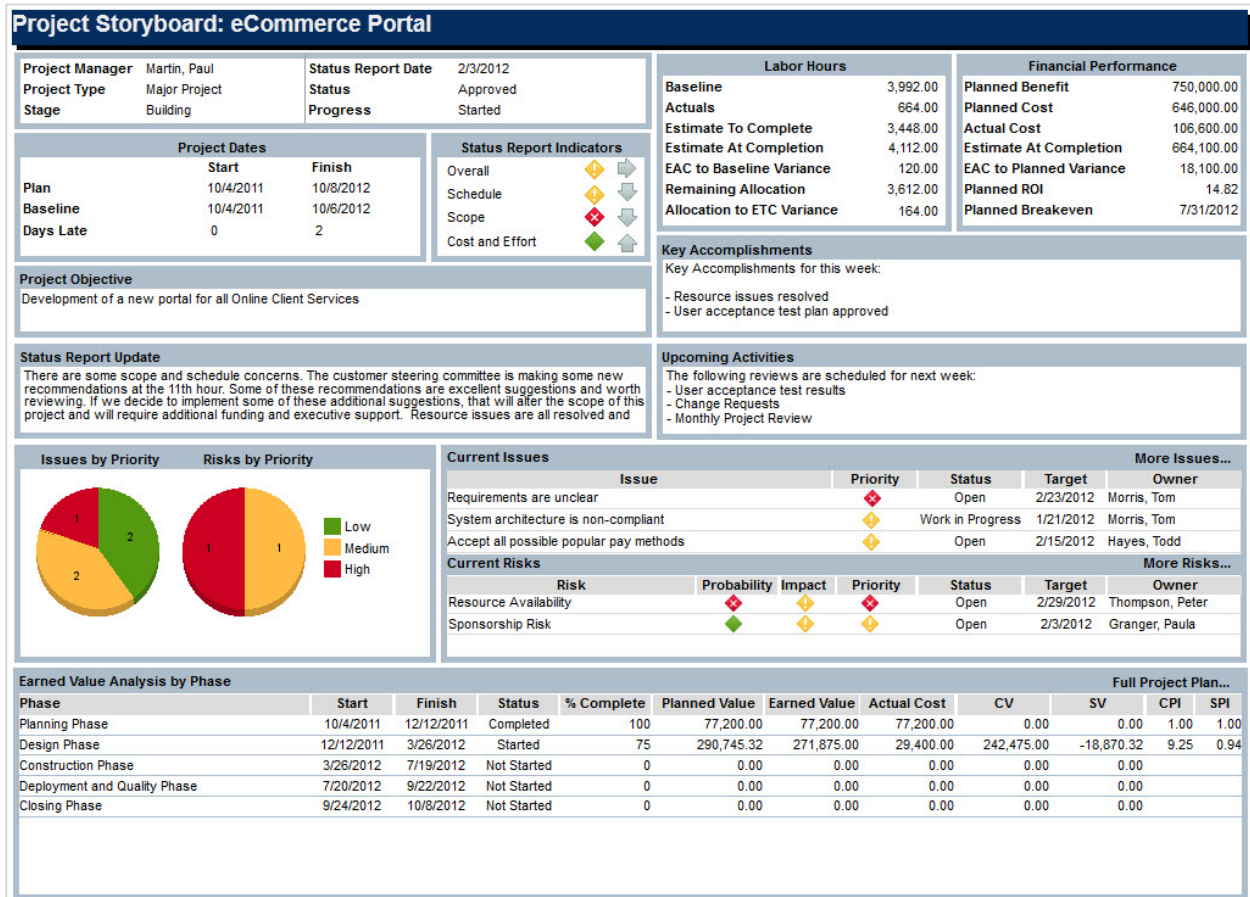 Project Storyboard: eCommerce Portal
Project Manager Martin, Paul Status Report Date 2/3/2012
Project Type Major Project Status Approved
Stage Building Progress Started
Labor Hours
Baseline 3,992.00
Actuals 664.00
Estimate To Complete 3,448.00
Estimate At Completion 4,112.00
EAC to Baseline Variance 120.00
Remaining Allocation 3,612.00
Allocation to ETC Variance 164.00
Financial Performance
Planned Benefit 750,000.00
Planned Cost 646,000.00
Actual Cost 106,600.00
Estimate At Completion 664,100.00
EAC to Planned Variance 18,100.00
Planned ROI 14.82
Planned Breakeven 7/31/2012
Project Dates
Start Finish
Plan 10/4/2011 10/8/2012
Baseline 10/4/2011 10/6/2012
Days Late 0 2
Status Report Indicators
Overall
Schedule
Scope
Cost and Effort
Project Objective
Development of a new portal for all Online Client Services
Key Accomplishments
Key Accomplishments for this week:
- Resource issues resolved
- User acceptance test plan approved
Status Report Update
There are some scope and schedule concerns. The customer steering committee is making some new
recommendations at the 11th hour. Some of these recommendations are excellent suggestions and worth
reviewing. If we decide to implement some of these additional suggestions, that will alter the scope of this
project and will require additional funding and executive support. Resource issues are all resolved and
Upcoming Activities
The following reviews are scheduled for next week:
- User acceptance test results
- Change Requests
- Monthly Project Review
Issues by Priority Risks by Priority
1 2 2
1 1
Low
Medium
High
Current Issues More Issues...
Issue Priority Status Target Owner
Requirements are unclear Open 2/23/2012 Morris, Tom
System architecture is non-compliant Work in Progress 1/21/2012 Morris, Tom
Accept all possible popular pay methods Open 2/15/2012 Hayes, Todd
Current Risks More Risks...
Risk Probability Impact Priority Status Target Owner
Resource Availability Open 2/29/2012 Thompson, Peter
Sponsorship Risk Open 2/3/2012 Granger, Paula
Earned Value Analysis by Phase Full Project Plan...
Phase Start Finish Status % Complete Planned Value Earned Value Actual Cost CV SV CPI SPI
Planning Phase 10/4/2011 12/12/2011 Completed 100 77,200.00 77,200.00 77,200.00 0.00 0.00 1.00 1.00
Design Phase 12/12/2011 3/26/2012 Started 75 290,745.32 271,875.00 29,400.00 242,475.00 -18,870.32 9.25 0.94
Construction Phase 3/26/2012 7/19/2012 Not Started 0 0.00 0.00 0.00 0.00 0.00
Deployment and Quality Phase 7/20/2012 9/22/2012 Not Started 0 0.00 0.00 0.00 0.00 0.00
Closing Phase 9/24/2012 10/8/2012 Not Started 0 0.00 0.00 0.00 0.00 0.00